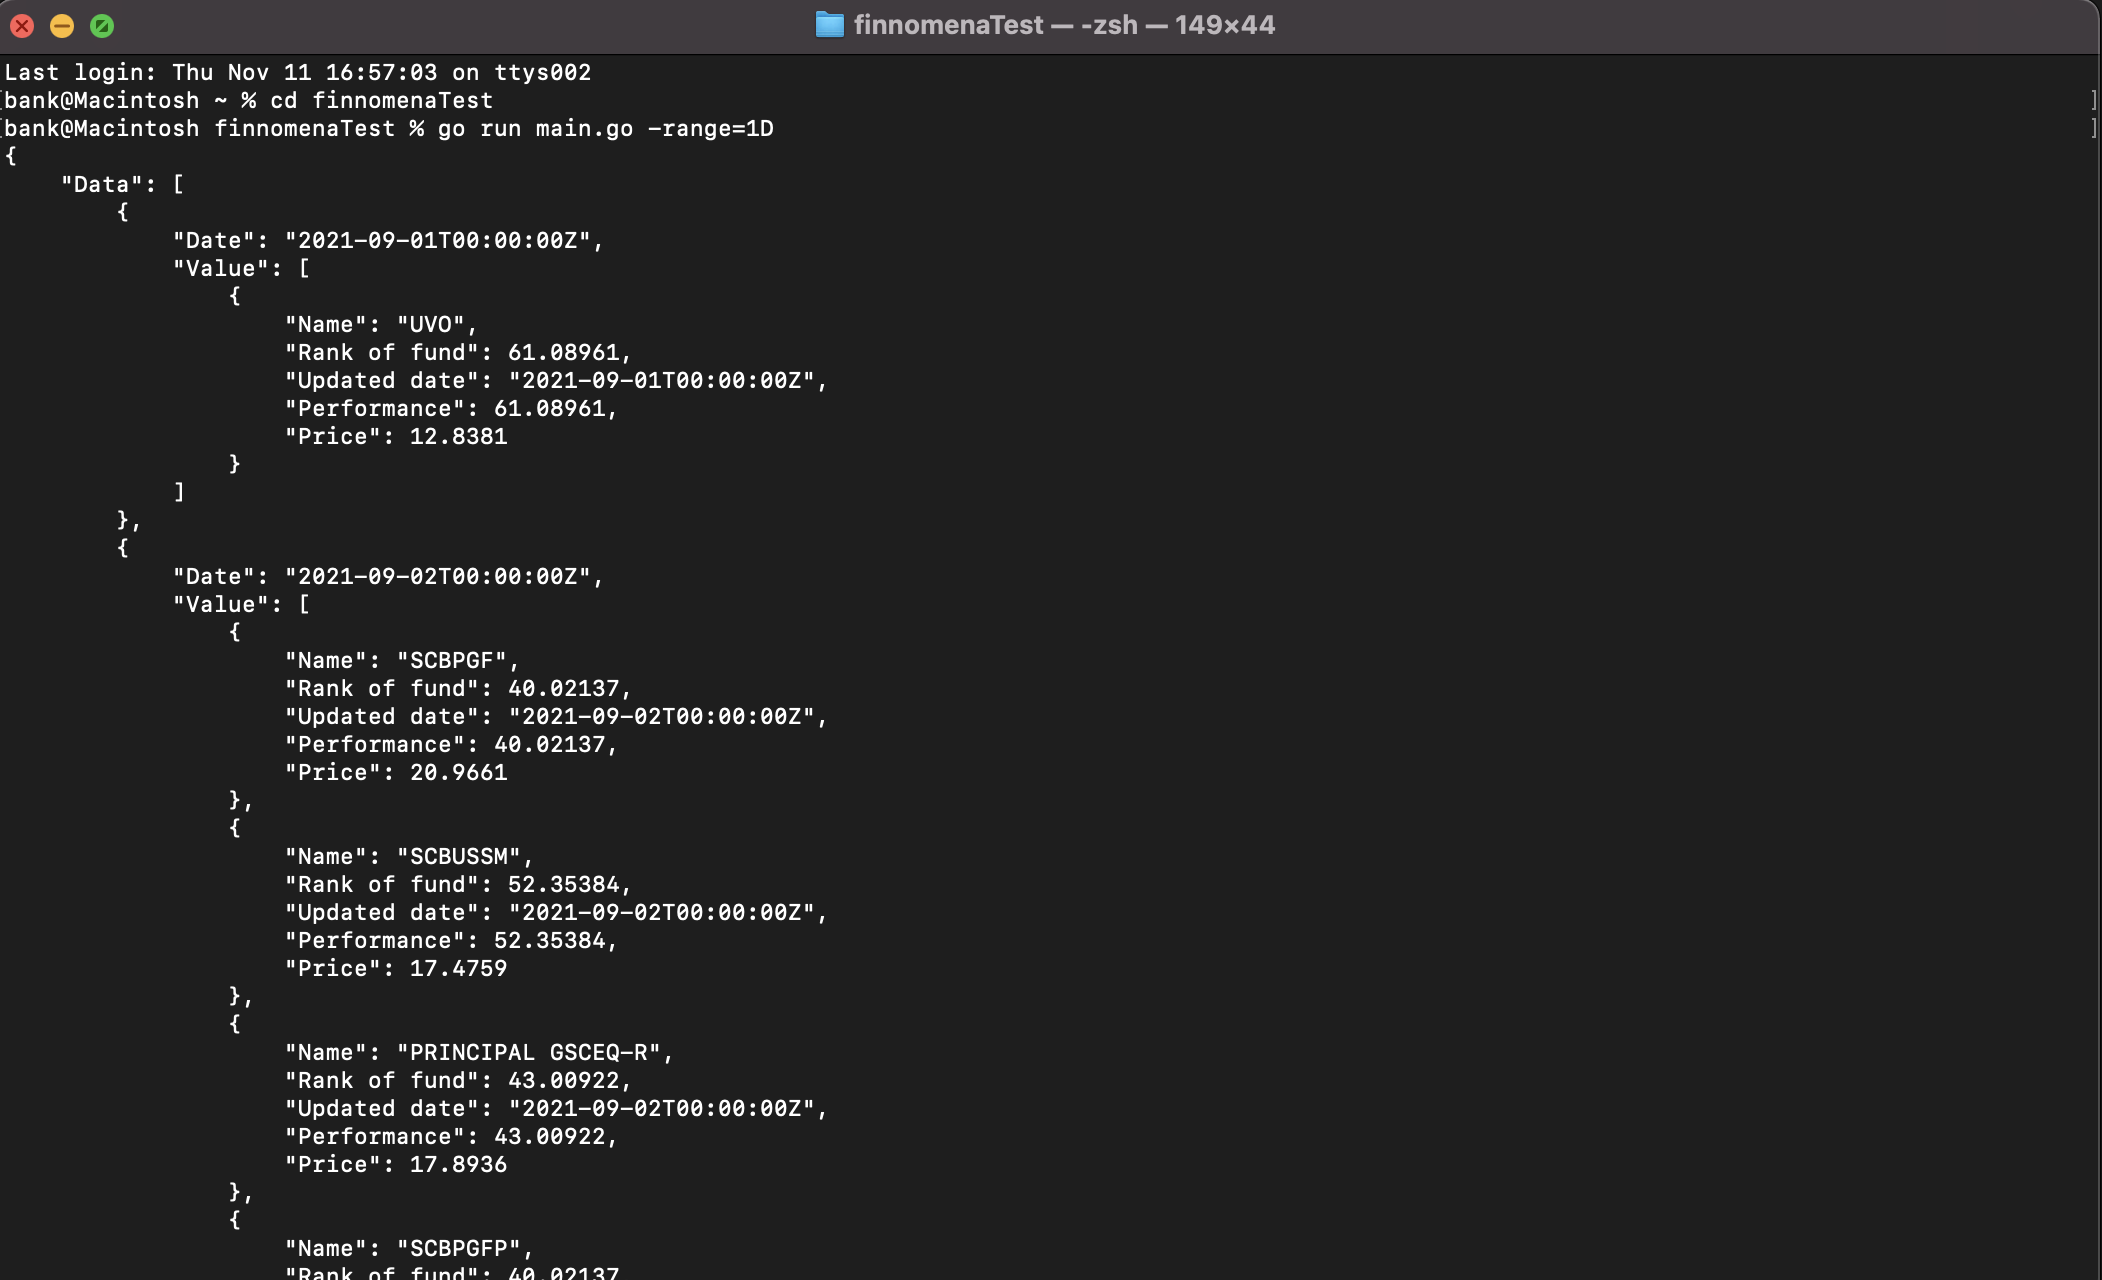 finnomenaTest — -zsh — 149×44
Last login: Thu Nov 11 16:57:03 on ttys002
[bank@Macintosh ~ % cd finnomenaTest ]
[bank@Macintosh finnomenaTest % go run main.go -range=1D ]
{
    "Data": [
        {
            "Date": "2021-09-01T00:00:00Z",
            "Value": [
                {
                    "Name": "UVO",
                    "Rank of fund": 61.08961,
                    "Updated date": "2021-09-01T00:00:00Z",
                    "Performance": 61.08961,
                    "Price": 12.8381
                }
            ]
        },
        {
            "Date": "2021-09-02T00:00:00Z",
            "Value": [
                {
                    "Name": "SCBPGF",
                    "Rank of fund": 40.02137,
                    "Updated date": "2021-09-02T00:00:00Z",
                    "Performance": 40.02137,
                    "Price": 20.9661
                },
                {
                    "Name": "SCBUSSM",
                    "Rank of fund": 52.35384,
                    "Updated date": "2021-09-02T00:00:00Z",
                    "Performance": 52.35384,
                    "Price": 17.4759
                },
                {
                    "Name": "PRINCIPAL GSCEQ-R",
                    "Rank of fund": 43.00922,
                    "Updated date": "2021-09-02T00:00:00Z",
                    "Performance": 43.00922,
                    "Price": 17.8936
                },
                {
                    "Name": "SCBPGFP",
                    "Rank of fund": 40.02137